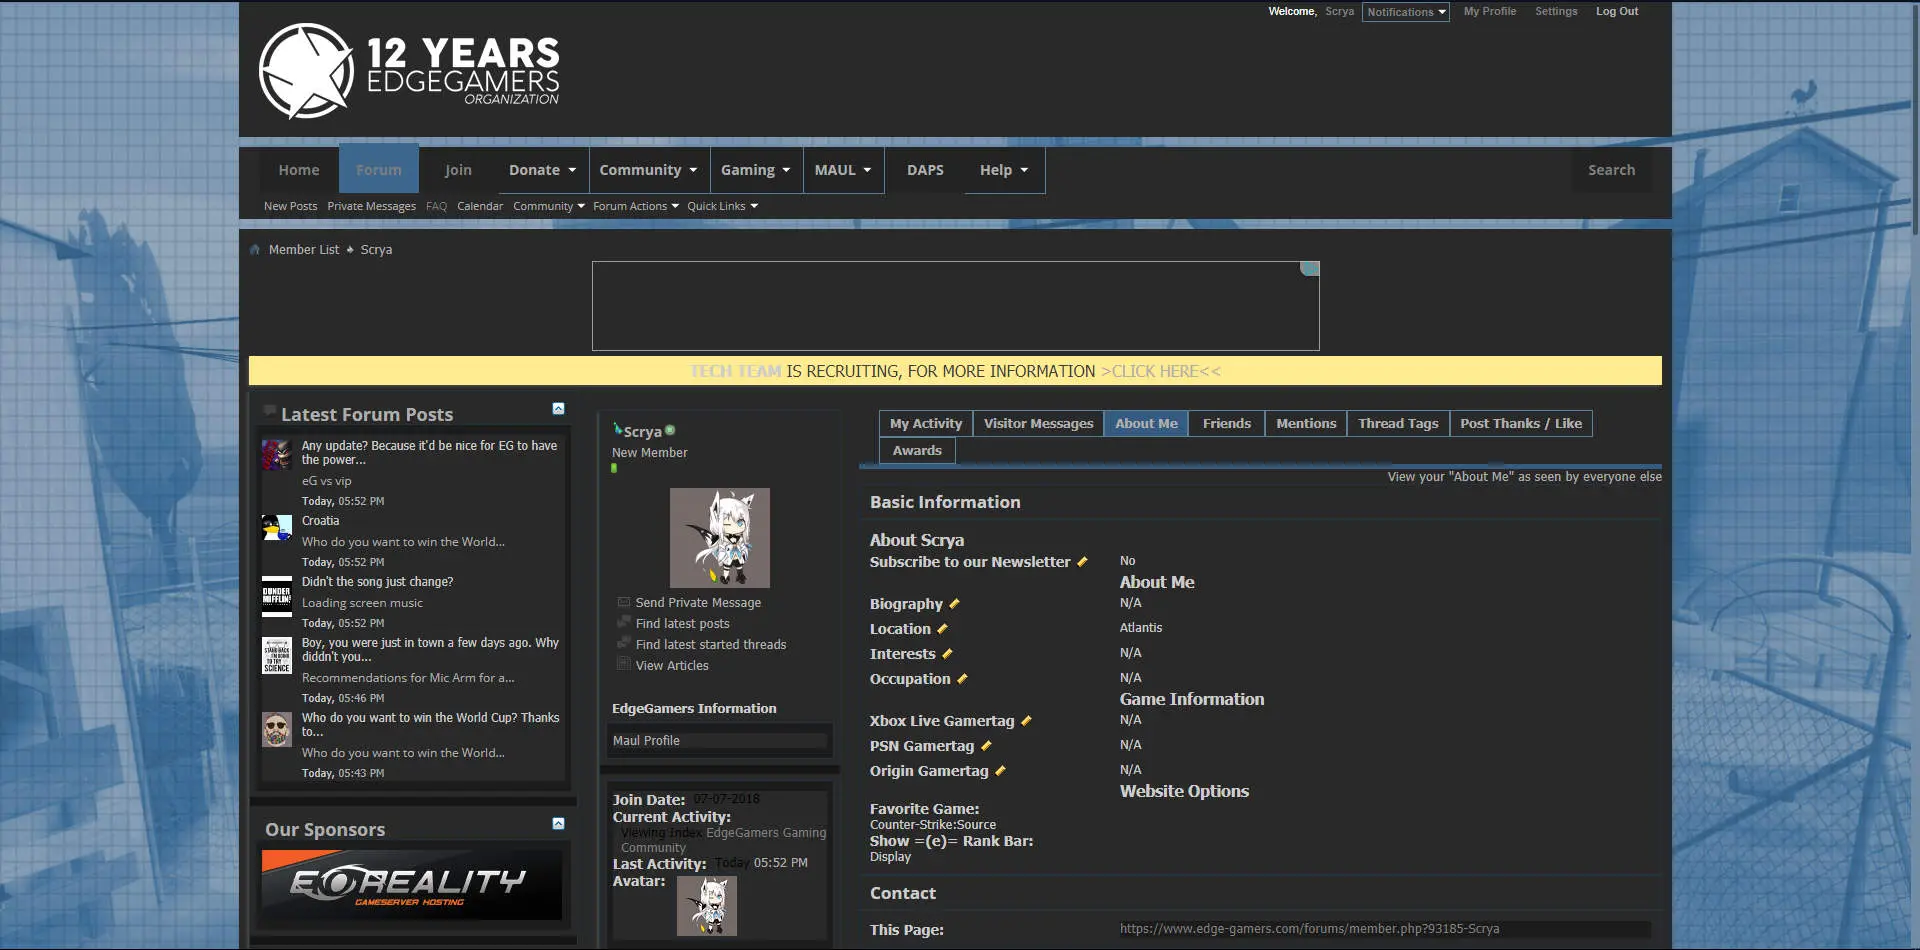 Welcome, Scrya Notifications My Profile Settings Log Out
12 YEARS
EDGEGAMERS
ORGANIZATION
Home Forum Join Donate Community Gaming MAUL DAPS Help Search
New Posts Private Messages FAQ Calendar Community Forum Actions Quick Links
Member List Scrya
TECH TEAM IS RECRUITING, FOR MORE INFORMATION >CLICK HERE<<
Latest Forum Posts
Any update? Because it'd be nice for EG to have
the power...
eG vs vip
Today, 05:52 PM
Croatia
Who do you want to win the World...
Today, 05:52 PM
DUNDER
MIFFLIN
Didn't the song just change?
Loading screen music
Today, 05:52 PM
STAND BACK
I'M GOING
TO TRY
SCIENCE
Boy, you were just in town a few days ago. Why
diddn't you...
Recommendations for Mic Arm for a...
Today, 05:46 PM
Who do you want to win the World Cup? Thanks
to...
Who do you want to win the World...
Today, 05:43 PM
Our Sponsors
EOREALITY
GAMESERVER HOSTING
Scrya
New Member
Send Private Message
Find latest posts
Find latest started threads
View Articles
EdgeGamers Information
Maul Profile
Join Date: 07-07-2018
Current Activity:
Viewing Index EdgeGamers Gaming
Community
Last Activity: Today 05:52 PM
Avatar:
My Activity Visitor Messages About Me Friends Mentions Thread Tags Post Thanks / Like
Awards
View your "About Me" as seen by everyone else
Basic Information
About Scrya
Subscribe to our Newsletter No
About Me
Biography N/A
Location Atlantis
Interests N/A
Occupation N/A
Game Information
Xbox Live Gamertag N/A
PSN Gamertag N/A
Origin Gamertag N/A
Website Options
Favorite Game:
Counter-Strike:Source
Show =(e)= Rank Bar:
Display
Contact
This Page: https://www.edge-gamers.com/forums/member.php?93185-Scrya